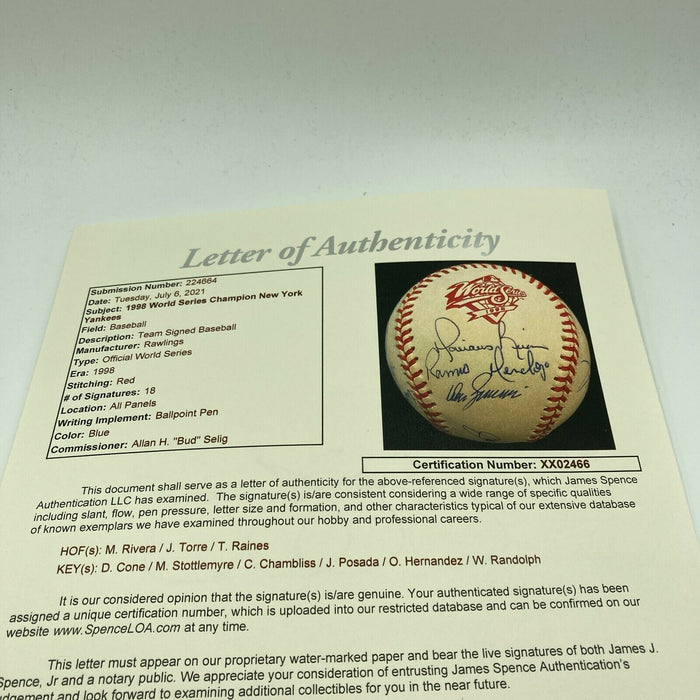 Letter of Authenticity
Submission Number: 224664
Date: Tuesday, July 6, 2021
Subject: 1998 World Series Champion New York
Yankees
Field: Baseball
Description: Team Signed Baseball
Manufacturer: Rawlings
Type: Official World Series
Era: 1998
Stitching: Red
# of Signatures: 18
Location: All Panels
Writing Implement: Ballpoint Pen
Color: Blue
Commissioner: Allan H. "Bud" Selig
World Series
1998
Mariano Rivera
Ramiro Mendoza
Certification Number: XX02466
This document shall serve as a letter of authenticity for the above-referenced signature(s), which James Spence
Authentication LLC has examined. The signature(s) is/are consistent considering a wide range of specific qualities
including slant, flow, pen pressure, letter size and formation, and other characteristics typical of our extensive database
of known exemplars we have examined throughout our hobby and professional careers.
HOF(s): M. Rivera / J. Torre / T. Raines
KEY(s): D. Cone / M. Stottlemyre / C. Chambliss / J. Posada / O. Hernandez / W. Randolph
It is our considered opinion that the signature(s) is/are genuine. Your authenticated signature(s) has been
assigned a unique certification number, which is uploaded into our restricted database and can be confirmed on our
website www.SpenceLOA.com at any time.
This letter must appear on our proprietary water-marked paper and bear the live signatures of both James J.
Spence, Jr and a notary public. We appreciate your consideration of entrusting James Spence Authentication's
judgement and look forward to examining additional collectibles for you in the near future.